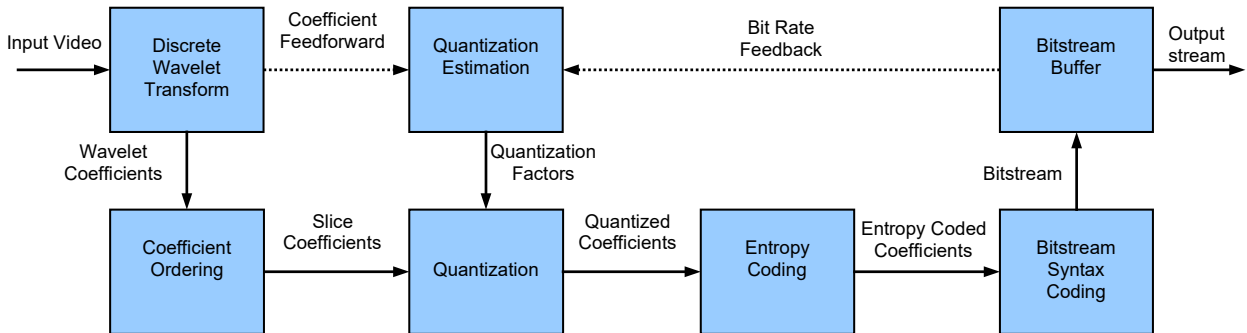 Input Video
Discrete
Wavelet
Transform
Coefficient
Feedforward
Quantization
Estimation
Bit Rate
Feedback
Bitstream
Buffer
Output
stream
Wavelet
Coefficients
Quantization
Factors
Bitstream
Coefficient
Ordering
Slice
Coefficients
Quantization
Quantized
Coefficients
Entropy
Coding
Entropy Coded
Coefficients
Bitstream
Syntax
Coding